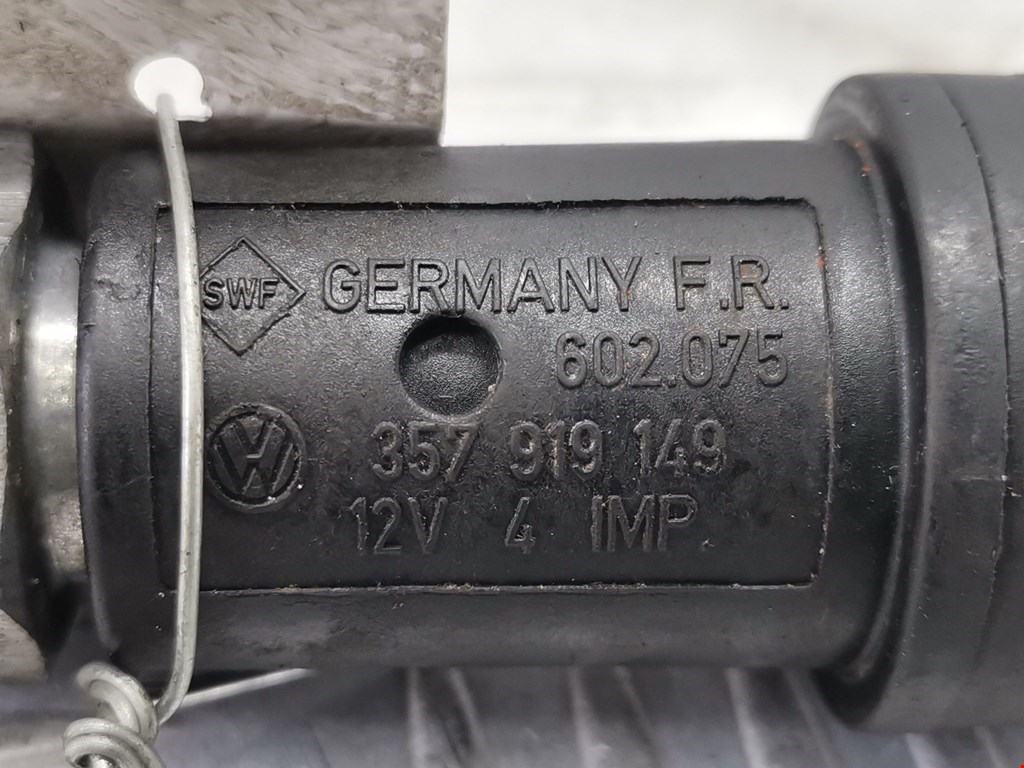 SWF GERMANY F.R.
602.075
VW 357 919 149
12V 4 IMP.